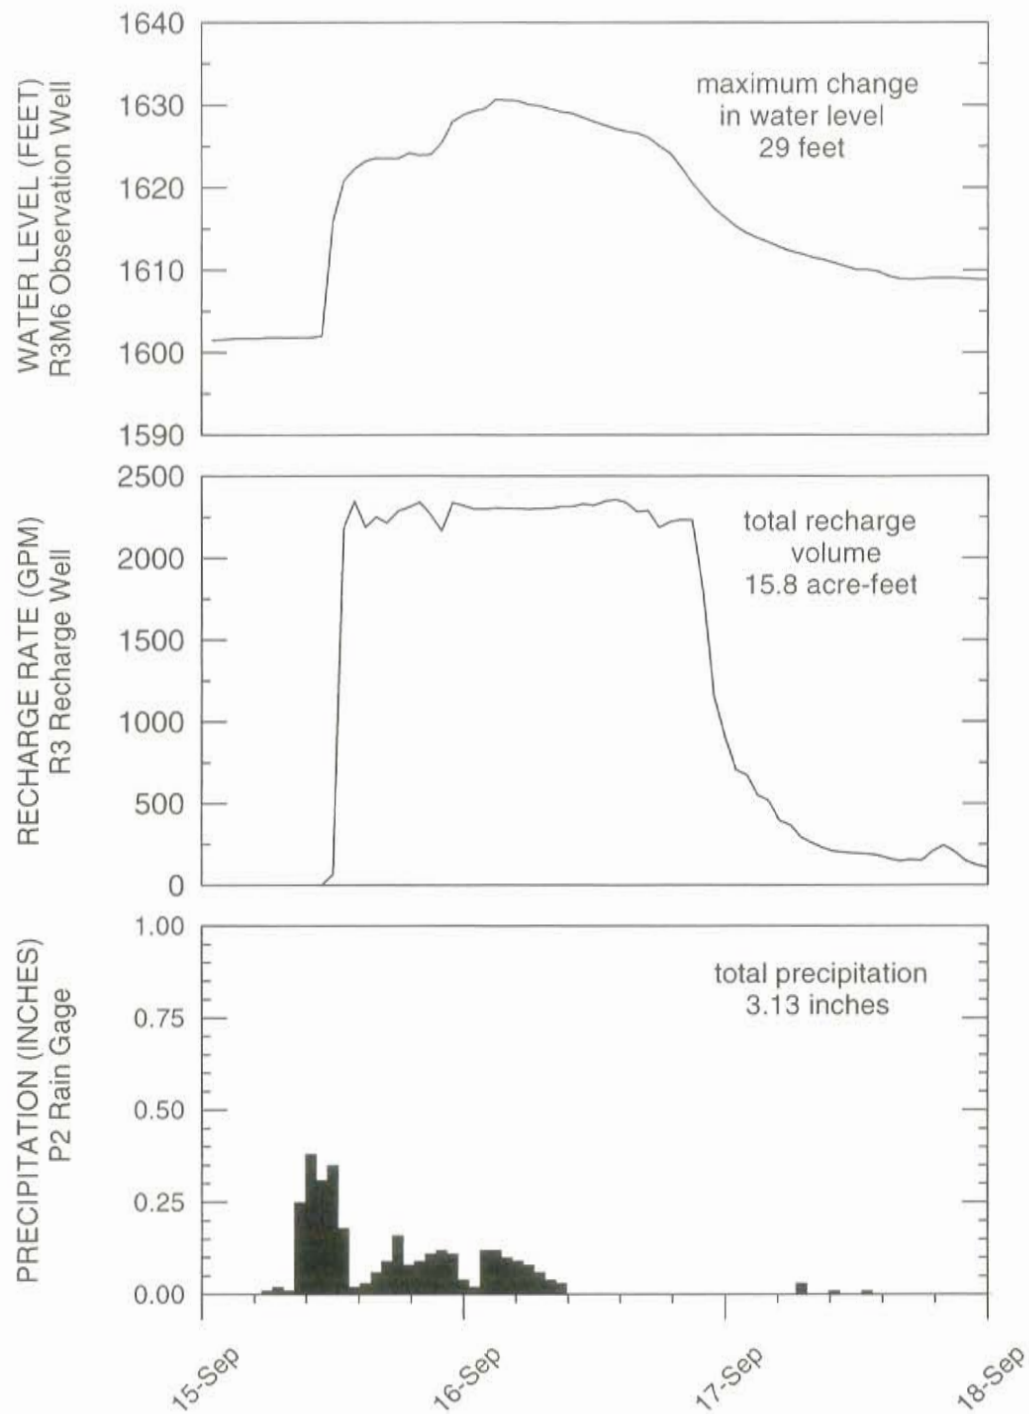 WATER LEVEL (FEET)
R3M6 Observation Well
1640
1630
1620
1610
1600
1590
maximum change
in water level
29 feet
RECHARGE RATE (GPM)
R3 Recharge Well
2500
2000
1500
1000
500
0
total recharge
volume
15.8 acre-feet
PRECIPITATION (INCHES)
P2 Rain Gage
1.00
0.75
0.50
0.25
0.00
total precipitation
3.13 inches
15-Sep
16-Sep
17-Sep
18-Sep